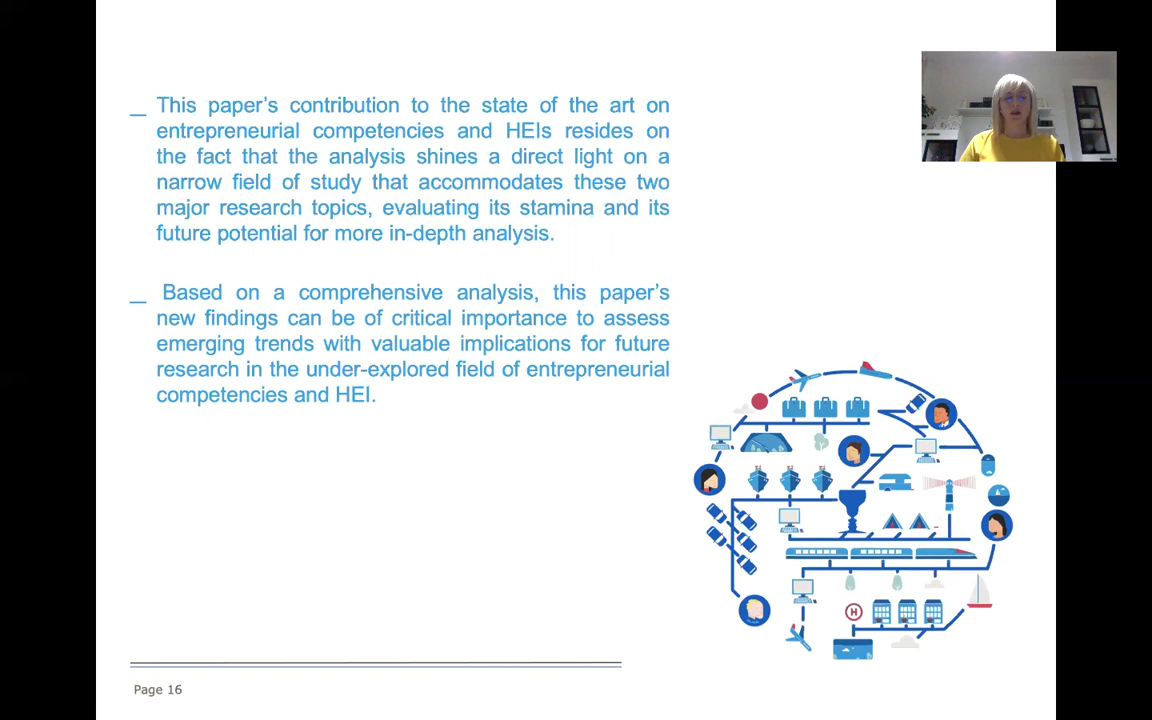 _ This paper's contribution to the state of the art on
entrepreneurial competencies and HEIs resides on
the fact that the analysis shines a direct light on a
narrow field of study that accommodates these two
major research topics, evaluating its stamina and its
future potential for more in-depth analysis.
_ Based on a comprehensive analysis, this paper's
new findings can be of critical importance to assess
emerging trends with valuable implications for future
research in the under-explored field of entrepreneurial
competencies and HEI.
H
Page 16